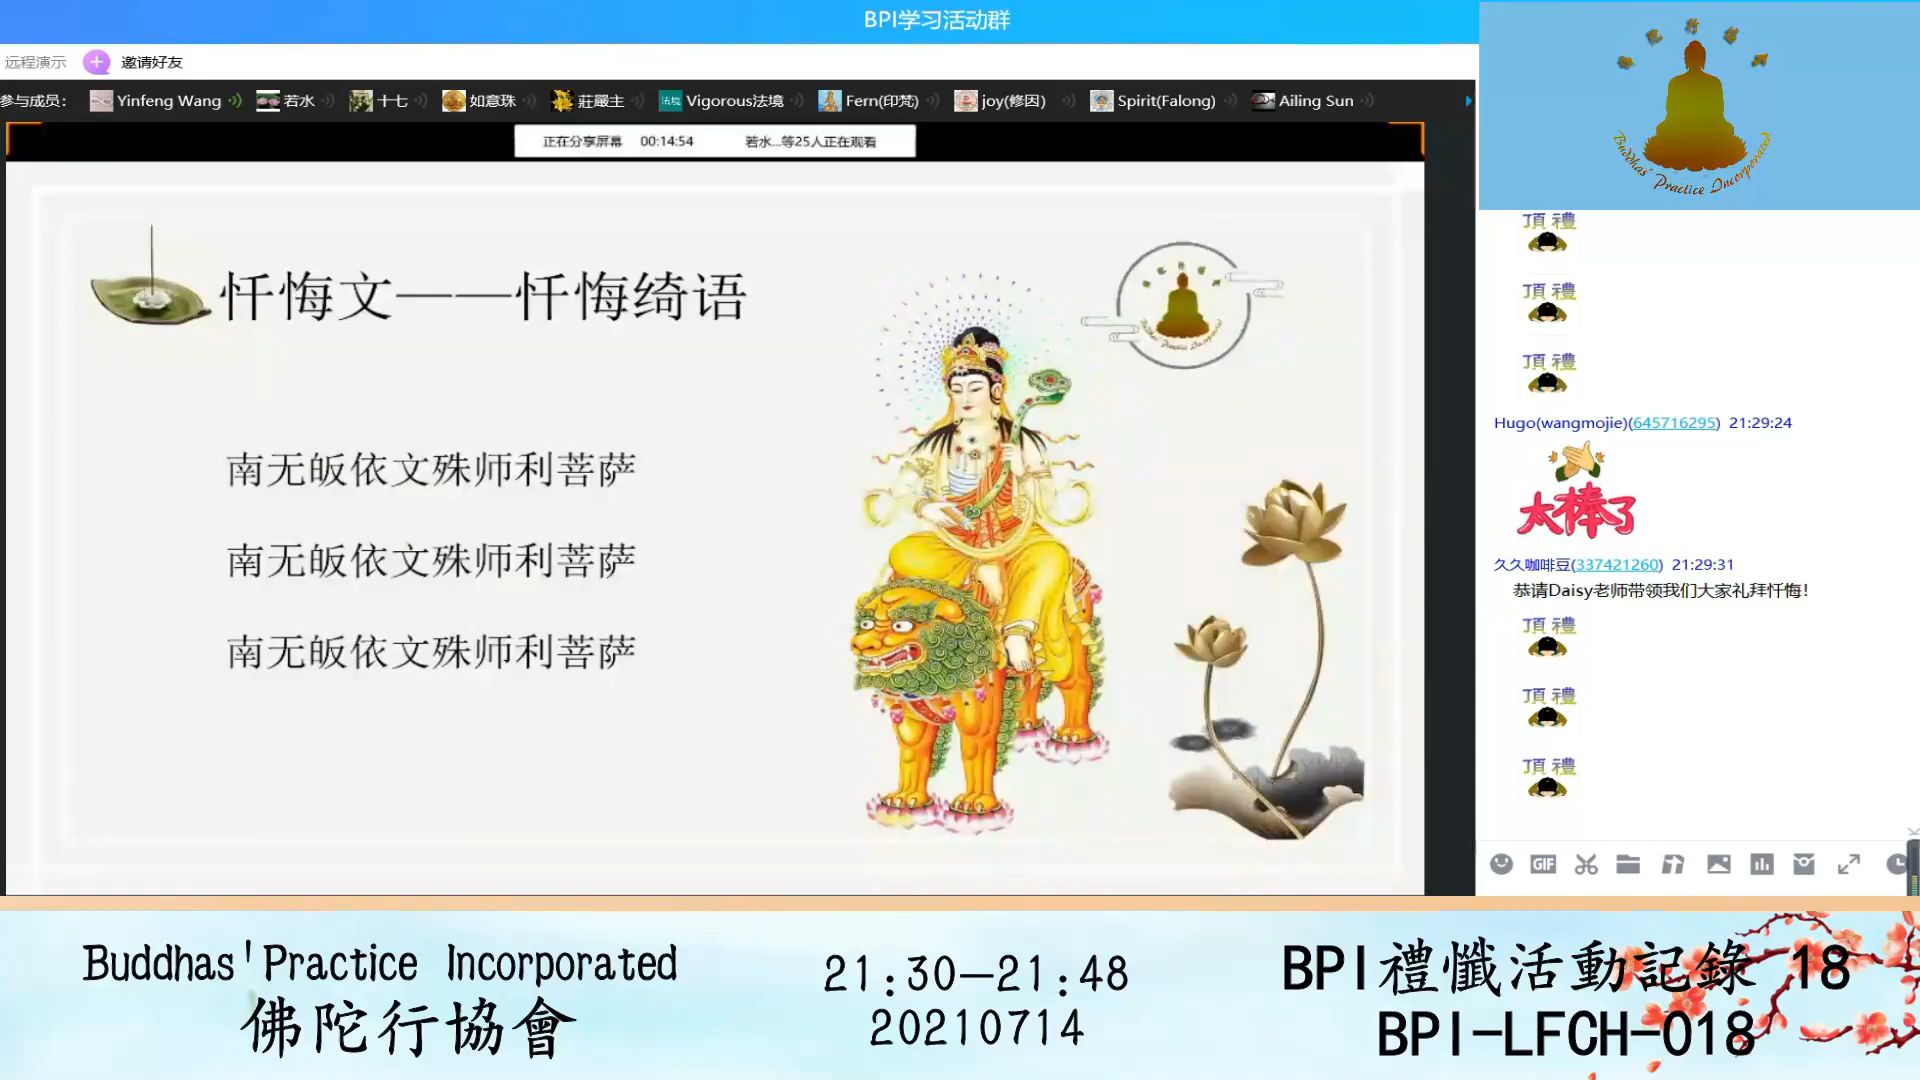 BPI学习活动群
远程演示 邀请好友
参与成员： Yinfeng Wang 若水 十七 如意珠 莊嚴主 法境 Vigorous法境 Fern(印梵) joy(修因) Spirit(Falong) Ailing Sun
正在分享屏幕 00:14:54 若水...等25人正在观看
忏悔文——忏悔绮语
南无皈依文殊师利菩萨
南无皈依文殊师利菩萨
南无皈依文殊师利菩萨
Buddhas' Practice Incorporated
頂禮
頂禮
頂禮
Hugo(wangmojie)(645716295) 21:29:24
太棒了
久久咖啡豆(337421260) 21:29:31
恭请Daisy老师带领我们大家礼拜忏悔!
頂禮
頂禮
頂禮
GIF
Buddhas'Practice Incorporated
佛陀行協會
21:30—21:48
20210714
BPI禮懺活動記錄 18
BPI-LFCH-018